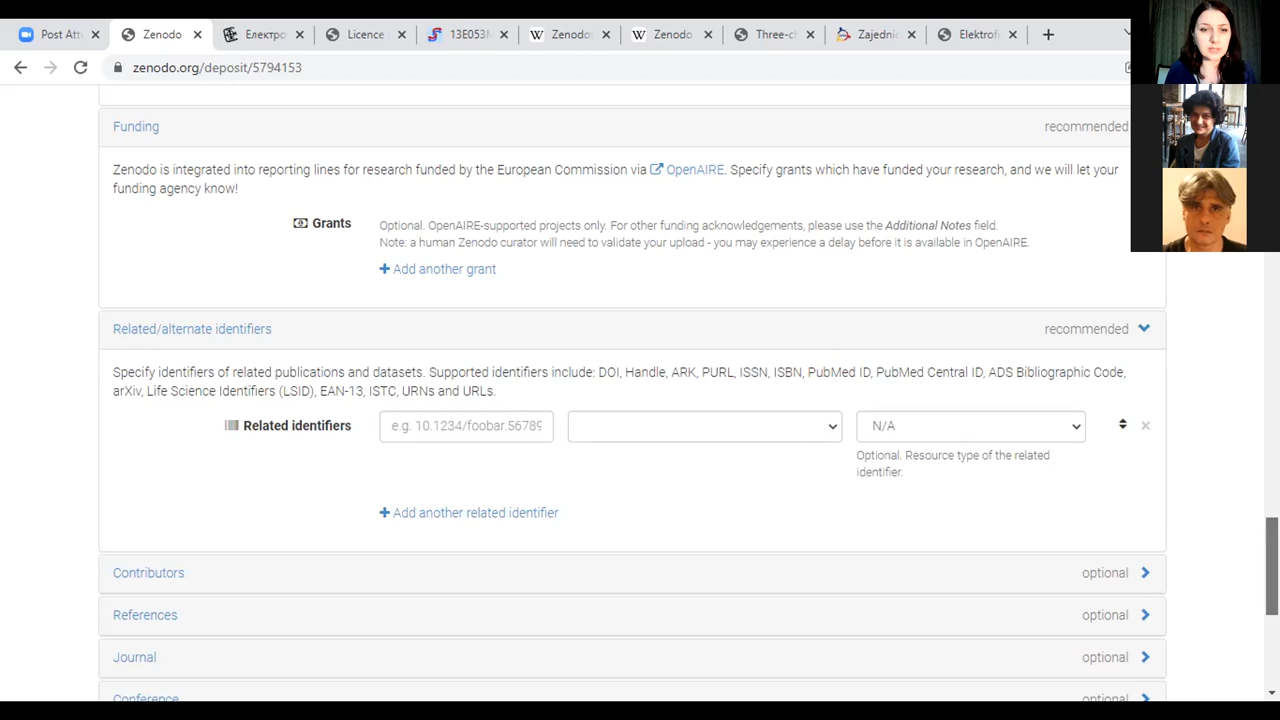 Post Att
Zenodo
Електро
Licence
13E053M
Zenodo
Zenodo
Three-cl
Zajednic
Elektrofi
zenodo.org/deposit/5794153
Funding
recommended
Zenodo is integrated into reporting lines for research funded by the European Commission via OpenAIRE. Specify grants which have funded your research, and we will let your
funding agency know!
Grants
Optional. OpenAIRE-supported projects only. For other funding acknowledgements, please use the Additional Notes field.
Note: a human Zenodo curator will need to validate your upload - you may experience a delay before it is available in OpenAIRE.
Add another grant
Related/alternate identifiers
recommended
Specify identifiers of related publications and datasets. Supported identifiers include: DOI, Handle, ARK, PURL, ISSN, ISBN, PubMed ID, PubMed Central ID, ADS Bibliographic Code,
arXiv, Life Science Identifiers (LSID), EAN-13, ISTC, URNs and URLs.
Related identifiers
e.g. 10.1234/foobar.56789
N/A
Optional. Resource type of the related
identifier.
Add another related identifier
Contributors
optional
References
optional
Journal
optional
Conference
optional